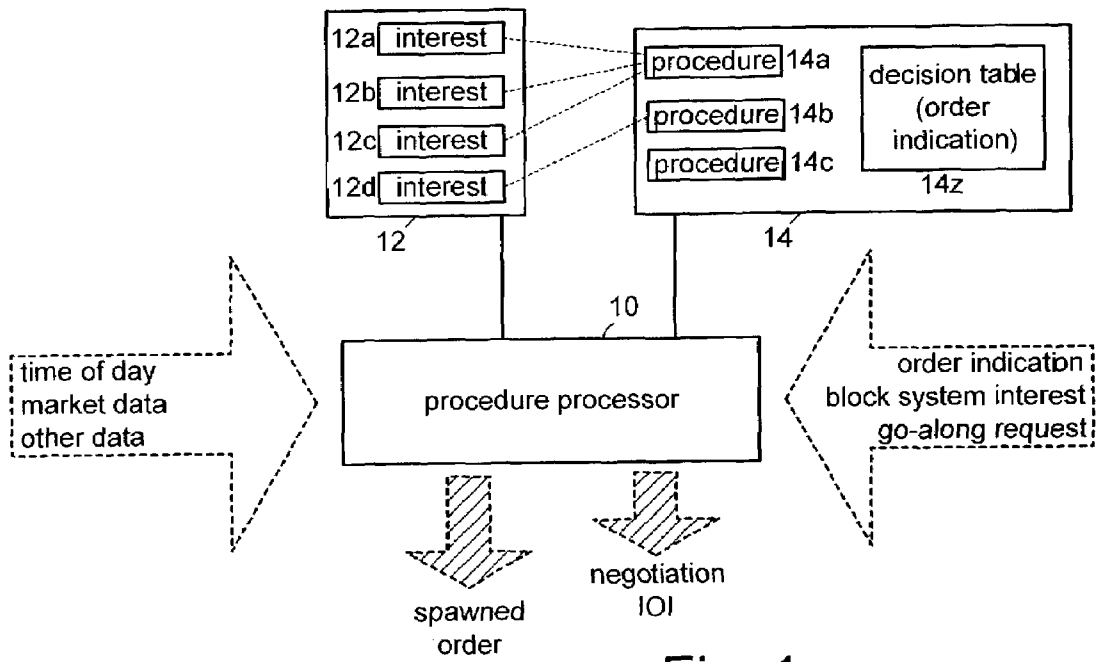 12a interest
12b interest
12c interest
12d interest
12
procedure 14a
procedure 14b
procedure 14c
decision table
(order
indication)
14z
14
10
procedure processor
time of day
market data
other data
order indication
block system interest
go-along request
spawned
order
negotiation
IOI